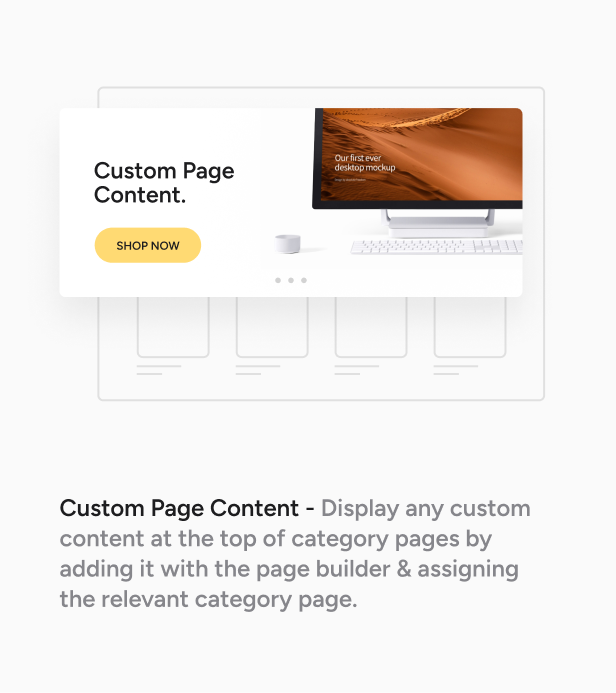 Custom Page
Content.
SHOP NOW
Our first ever
desktop mockup
Custom Page Content - Display any custom
content at the top of category pages by
adding it with the page builder & assigning
the relevant category page.